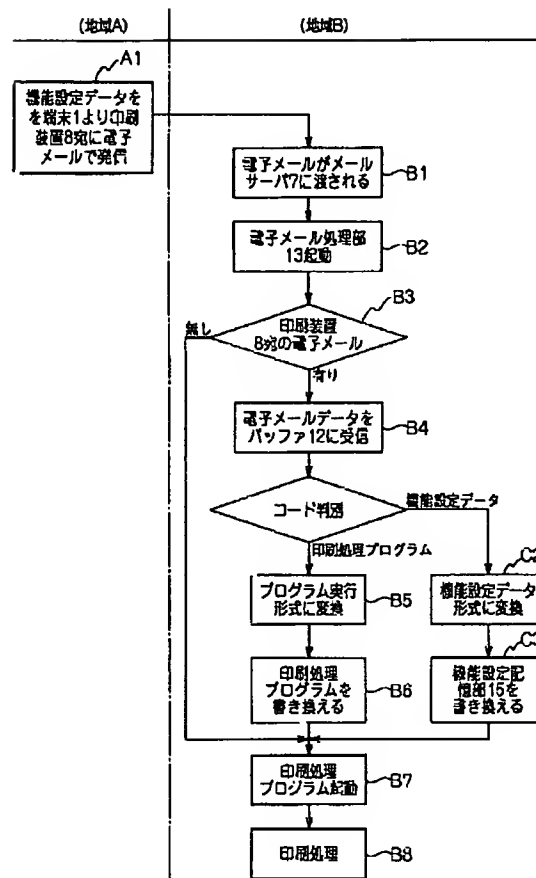 (地域A)
(地域B)
A1
機能設定データを
を端末1より印刷
装置8宛に電子
メールで発信
電子メールがメール
サーバ7に渡される
B1
電子メール処理部
13起動
B2
B3
印刷装置
8宛の電子メール
無し
有り
電子メールデータを
バッファ12に受信
B4
コード判別
機能設定データ
印刷処理プログラム
プログラム実行
形式に変換
B5
機能設定データ
形式に変換
印刷処理
プログラムを
書き換える
B6
機能設定記
憶部15を
書き換える
印刷処理
プログラム起動
B7
印刷処理
B8